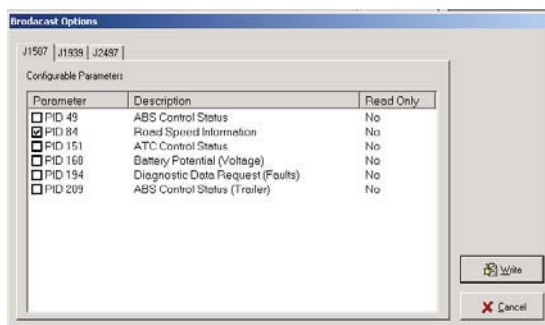 Brodacast Options
J1587 J1939 J2497
Configurable Parameters
Parameter Description Read Only
PID 49 ABS Control Status No
PID 84 Road Speed Information No
PID 151 ATC Control Status No
PID 168 Battery Potential (Voltage) No
PID 194 Diagnostic Data Request (Faults) No
PID 209 ABS Control Status (Trailer) No
Write
Cancel